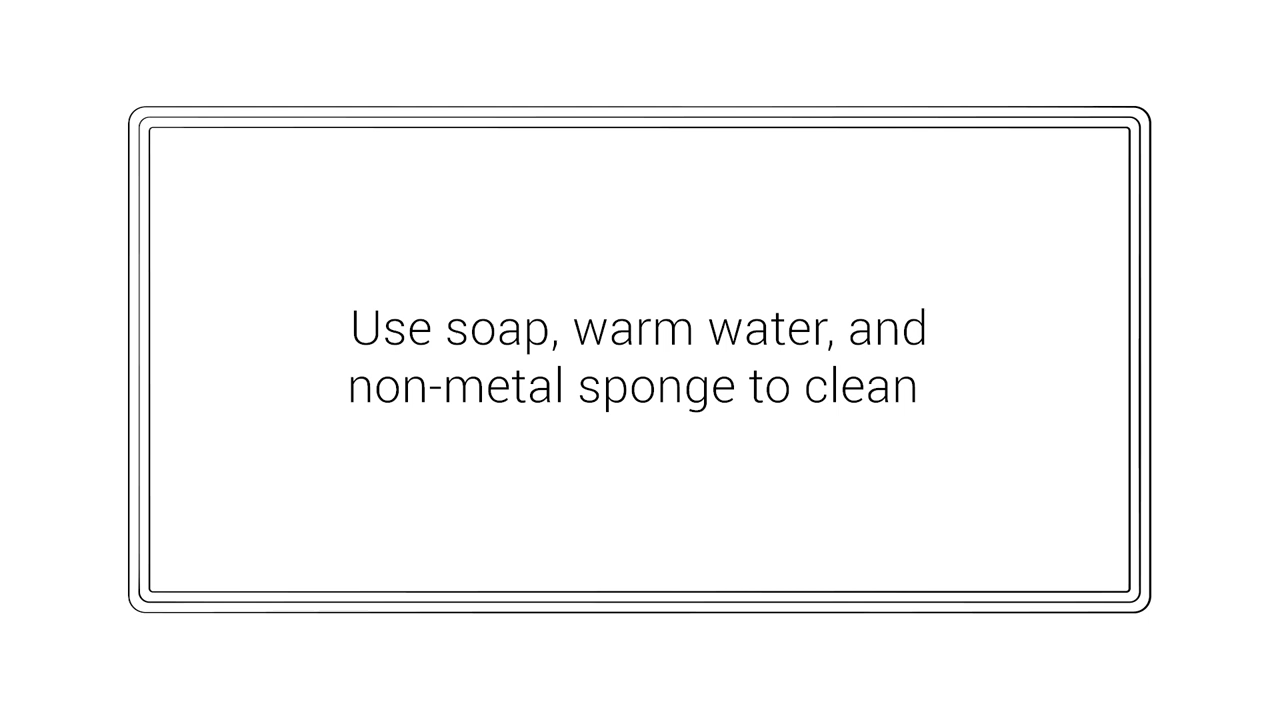 Use soap, warm water, and
non-metal sponge to clean